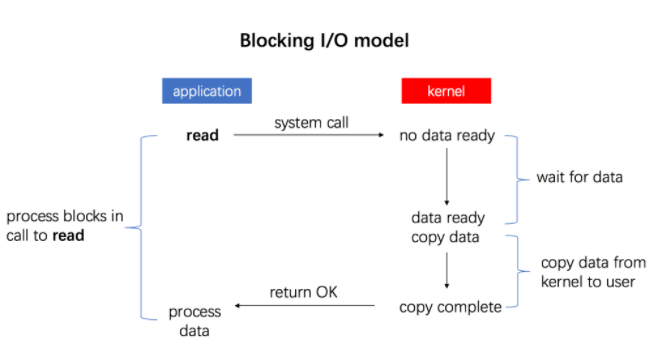 Blocking I/O model
application
kernel
system call
read
no data ready
wait for data
process blocks in
call to read
data ready
copy data
copy data from
kernel to user
return OK
copy complete
process
data